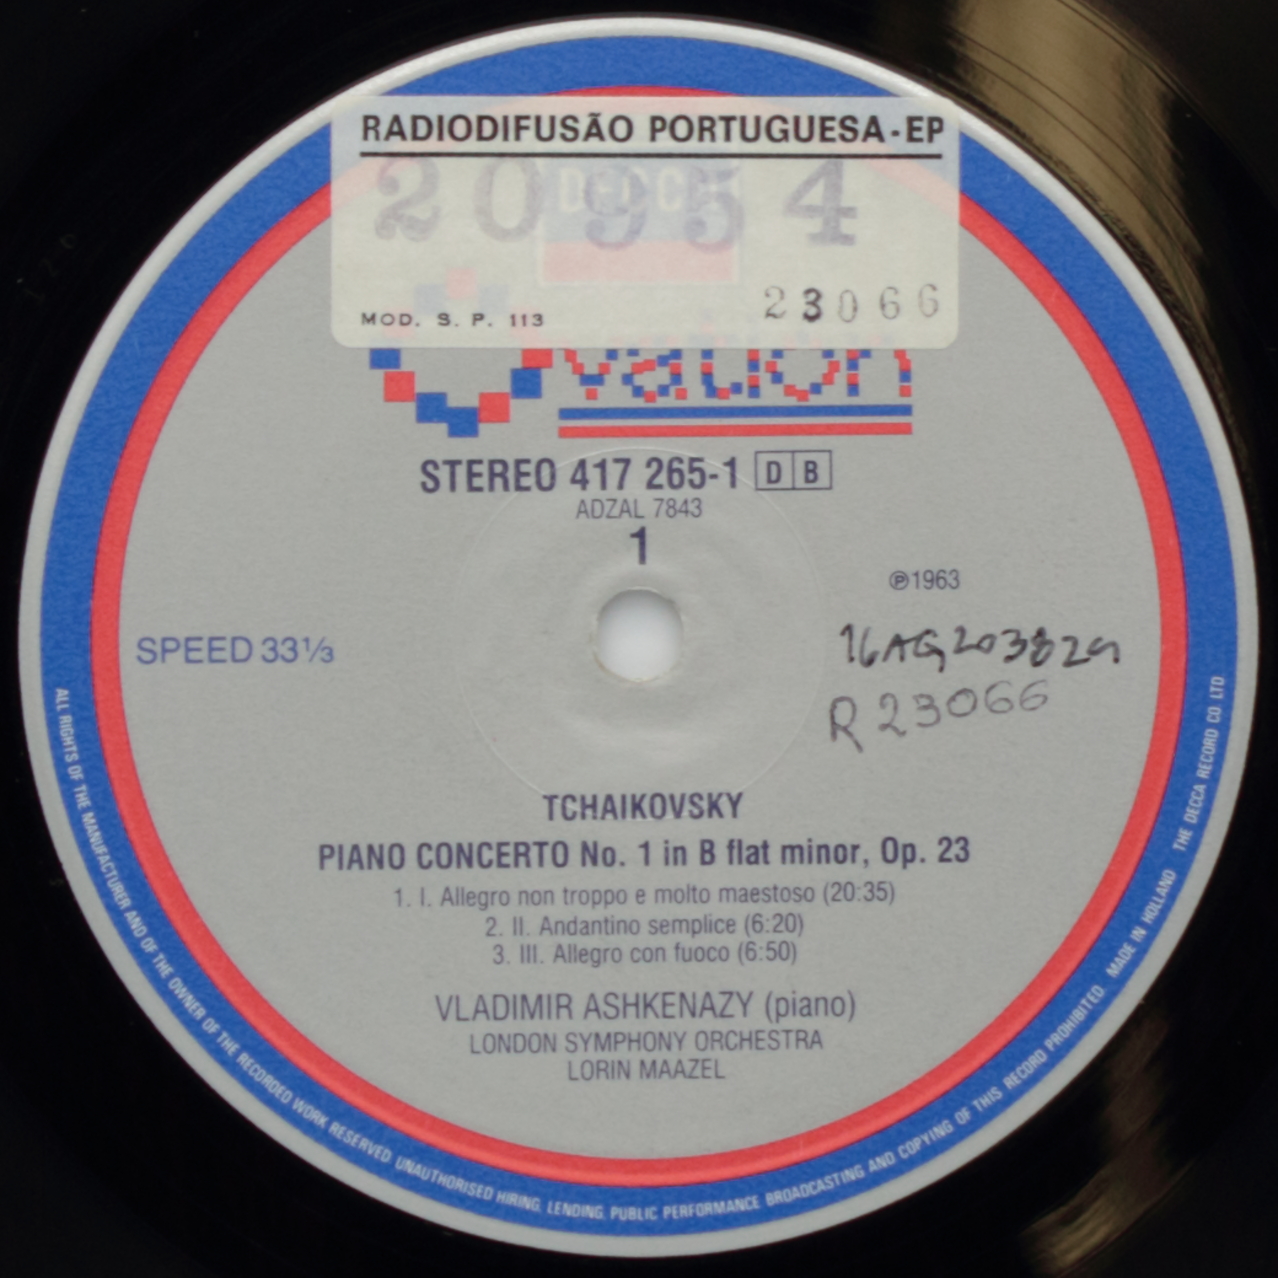 RADIODIFUSÃO PORTUGUESA-EP
20954
DECCA
23066
MOD. S. P. 113
Ovation
STEREO 417 265-1 D B
ADZAL 7843
1
℗1963
SPEED 33⅓
R 23066
TCHAIKOVSKY
PIANO CONCERTO No. 1 in B flat minor, Op. 23
1. I. Allegro non troppo e molto maestoso (20:35)
2. II. Andantino semplice (6:20)
3. III. Allegro con fuoco (6:50)
VLADIMIR ASHKENAZY (piano)
LONDON SYMPHONY ORCHESTRA
LORIN MAAZEL
ALL RIGHTS OF THE MANUFACTURER AND OF THE OWNER OF THE RECORDED WORK RESERVED UNAUTHORISED HIRING, LENDING, PUBLIC PERFORMANCE BROADCASTING AND COPYING OF THIS RECORD PROHIBITED. MADE IN HOLLAND THE DECCA RECORD CO. LTD